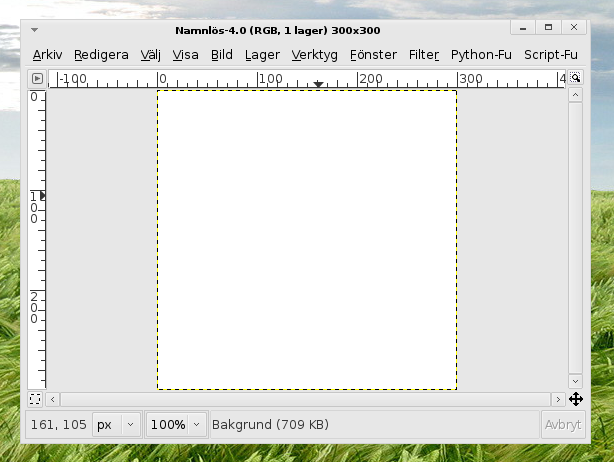 Namnlös-4.0 (RGB, 1 lager) 300x300
Arkiv Redigera Välj Visa Bild Lager Verktyg Fönster Filter Python-Fu Script-Fu
-100 0 100 200 300 4
0
100
200
161, 105 px 100% Bakgrund (709 KB) Avbryt